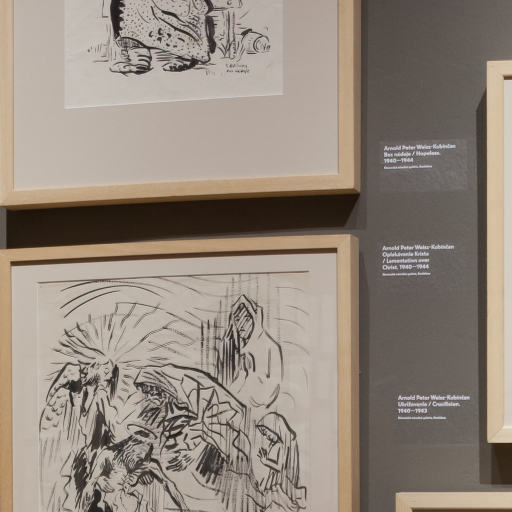 Arnold Peter Weisz-Kubínčan
Bez nádeje / Hopeless.
1940—1944
Arnold Peter Weisz-Kubínčan
Oplakávanie Krista
/ Lamentation over
Christ. 1940—1944
Arnold Peter Weisz-Kubínčan
Ukrižovanie / Crucifixion.
1940—1943